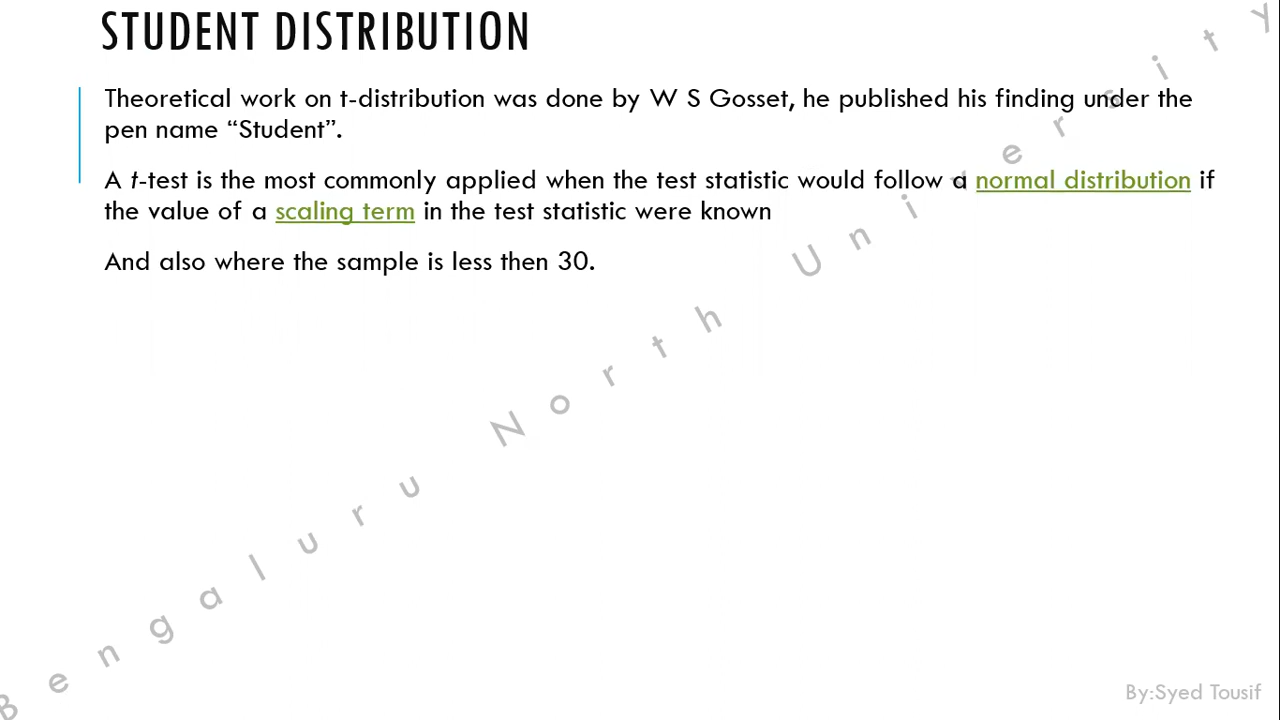 STUDENT DISTRIBUTION
Theoretical work on t-distribution was done by W S Gosset, he published his finding under the
pen name “Student”.
A t-test is the most commonly applied when the test statistic would follow a normal distribution if
the value of a scaling term in the test statistic were known
And also where the sample is less then 30.
Bengaluru North University
By:Syed Tousif